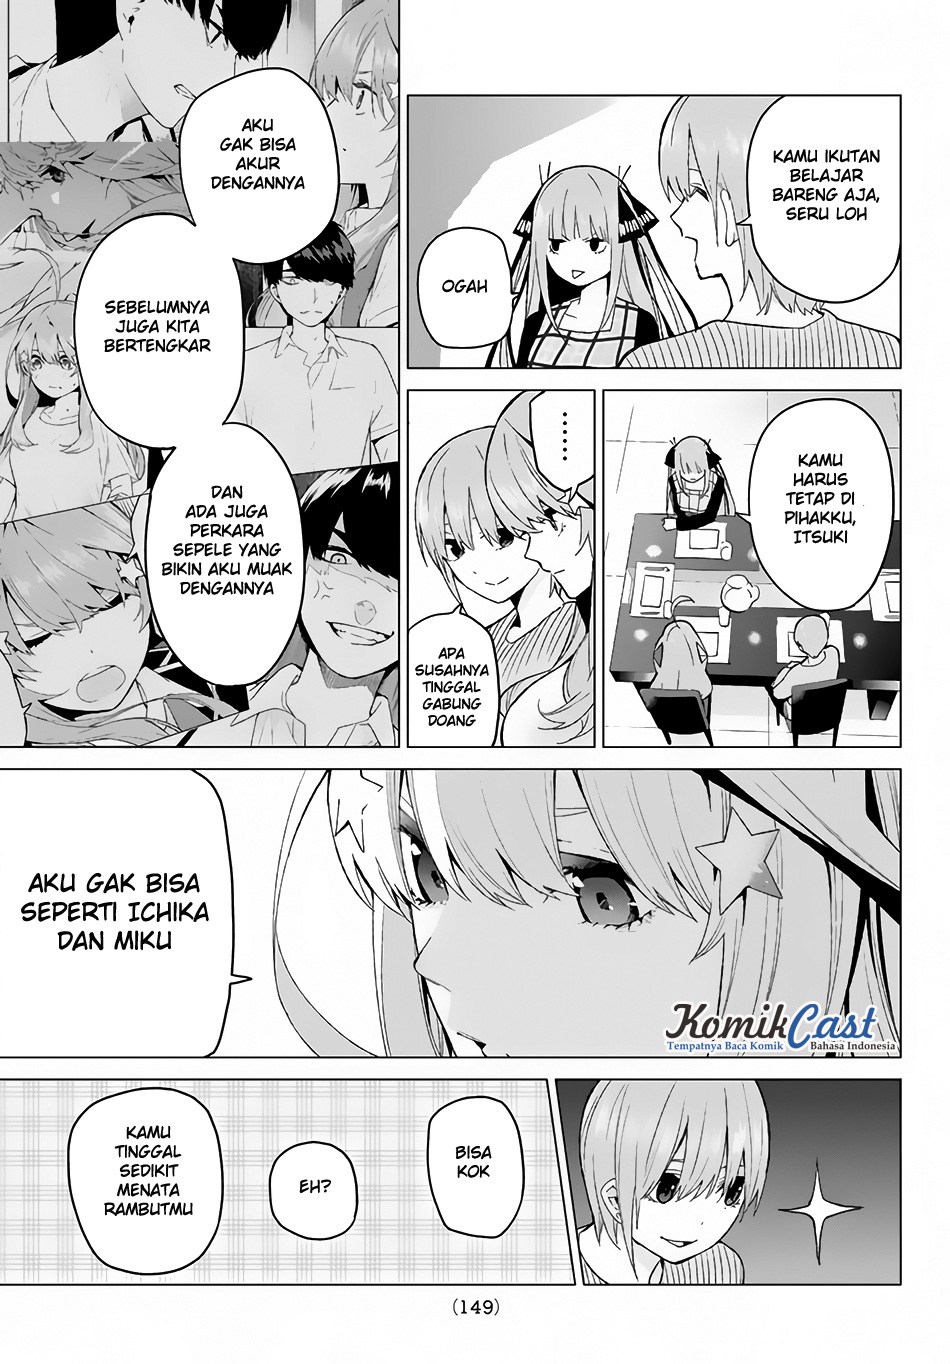 KAMU IKUTAN
BELAJAR
BARENG AJA,
SERU LOH
OGAH
KAMU
HARUS
TETAP DI
PIHAKKU,
ITSUKI
......
APA
SUSAHNYA
TINGGAL
GABUNG
DOANG
AKU
GAK BISA
AKUR
DENGANNYA
SEBELUMNYA
JUGA KITA
BERTENGKAR
DAN
ADA JUGA
PERKARA
SEPELE YANG
BIKIN AKU MUAK
DENGANNYA
AKU GAK BISA
SEPERTI ICHIKA
DAN MIKU
KomikCast
Tempatnya Baca Komik Bahasa Indonesia
BISA
KOK
EH?
KAMU
TINGGAL
SEDIKIT
MENATA
RAMBUTMU
(149)